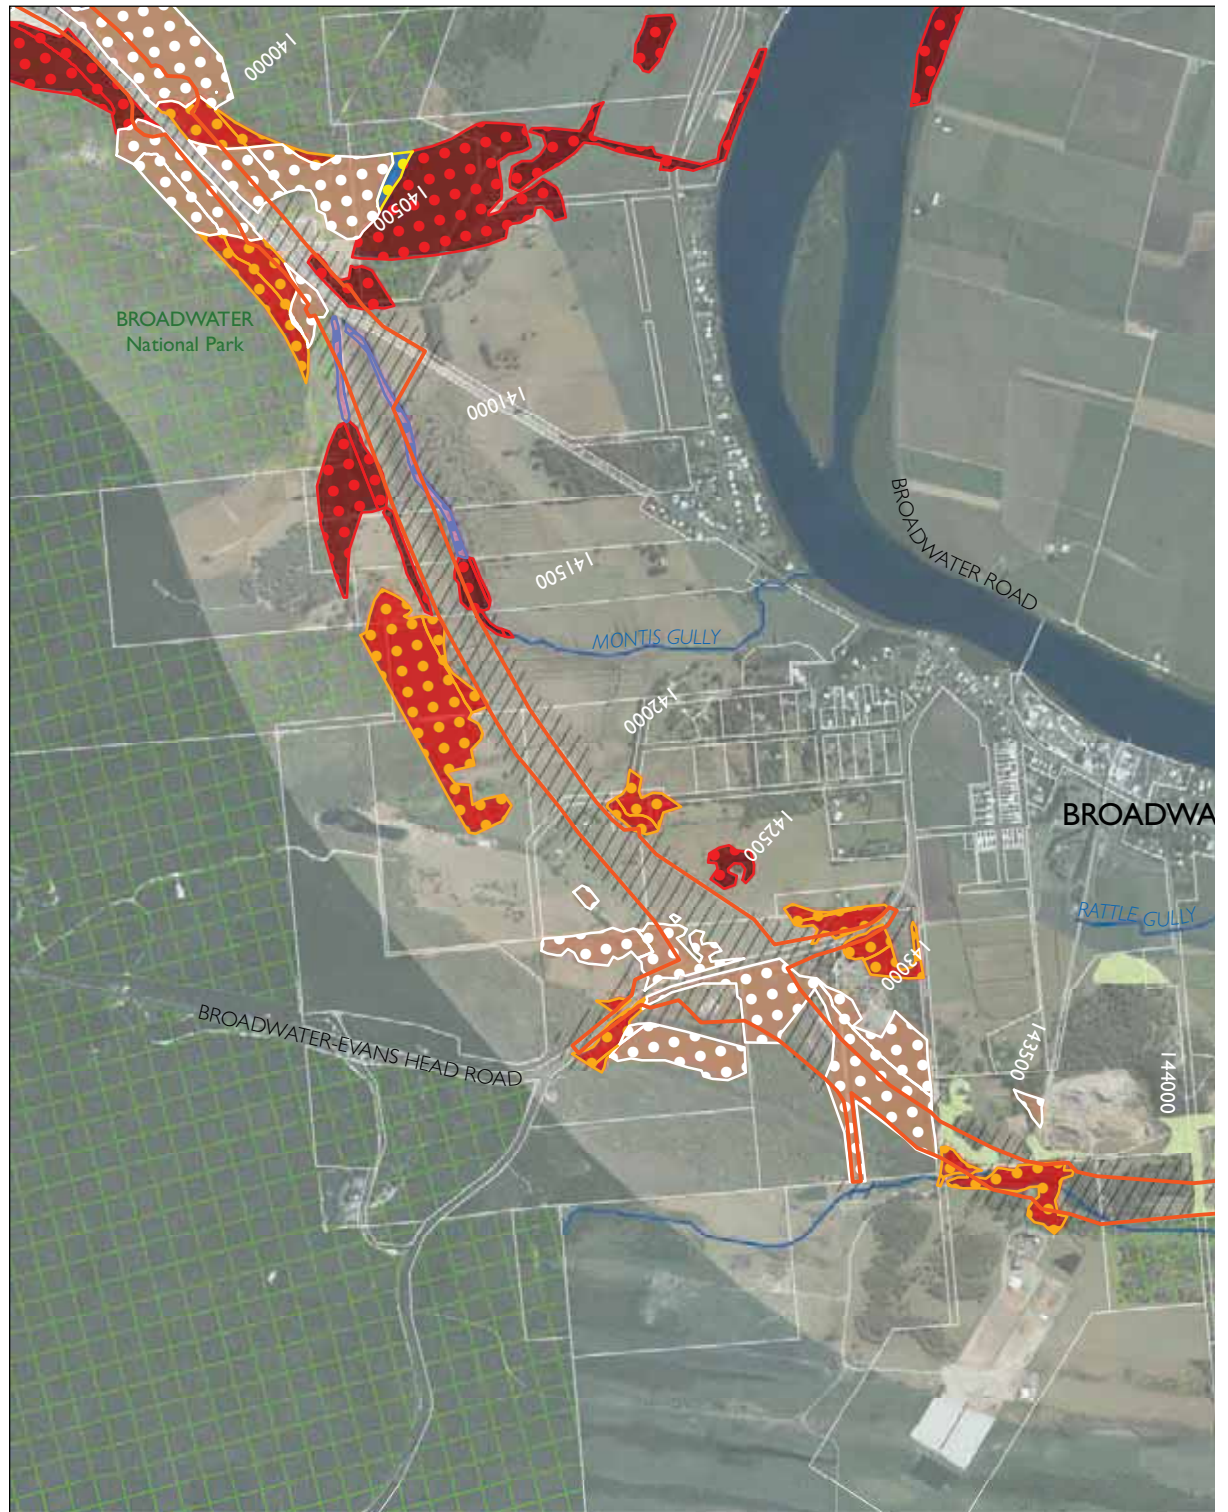 140000
140500
BROADWATER
National Park
141000
BROADWATER ROAD
141500
MONTIS GULLY
142000
BROADWA
142500
RATTLE GULLY
143000
BROADWATER-EVANS HEAD ROAD
143500
144000